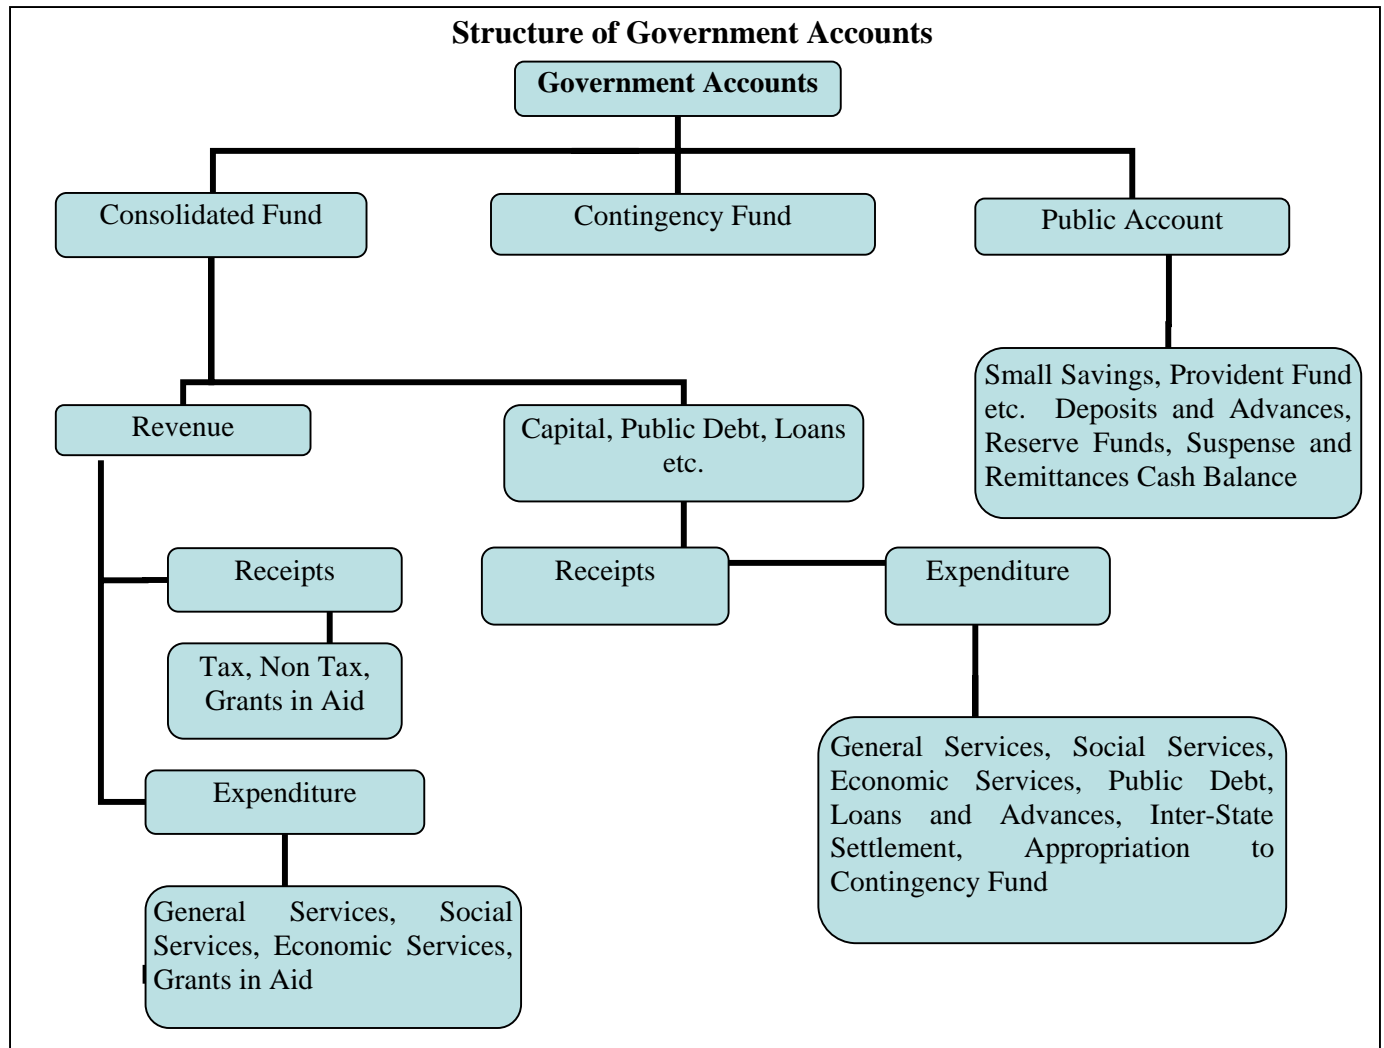 Structure of Government Accounts
Government Accounts
Consolidated Fund
Contingency Fund
Public Account
Small Savings, Provident Fund
etc. Deposits and Advances,
Reserve Funds, Suspense and
Remittances Cash Balance
Revenue
Capital, Public Debt, Loans
etc.
Receipts
Receipts
Expenditure
Tax, Non Tax,
Grants in Aid
General Services, Social Services,
Economic Services, Public Debt,
Loans and Advances, Inter-State
Settlement, Appropriation to
Contingency Fund
Expenditure
General Services, Social
Services, Economic Services,
Grants in Aid